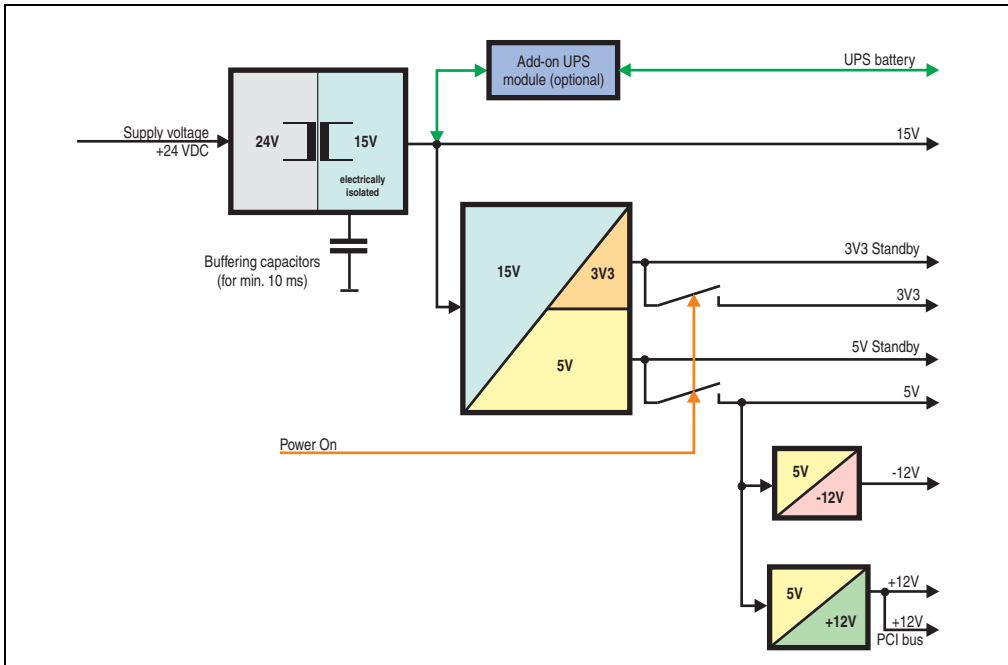 Add-on UPS
module (optional)
UPS battery
Supply voltage
+24 VDC
24V
15V
electrically
isolated
15V
Buffering capacitors
(for min. 10 ms)
15V
3V3
5V
3V3 Standby
3V3
5V Standby
5V
Power On
5V
-12V
-12V
5V
+12V
+12V
+12V
PCI bus